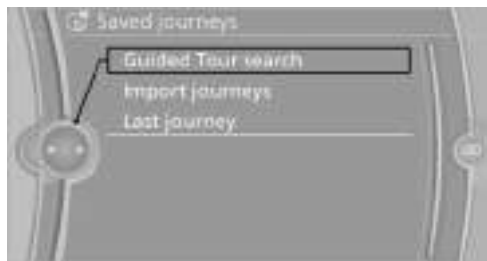 Saved journeys
Guided Tour search
Import journeys
Last journey